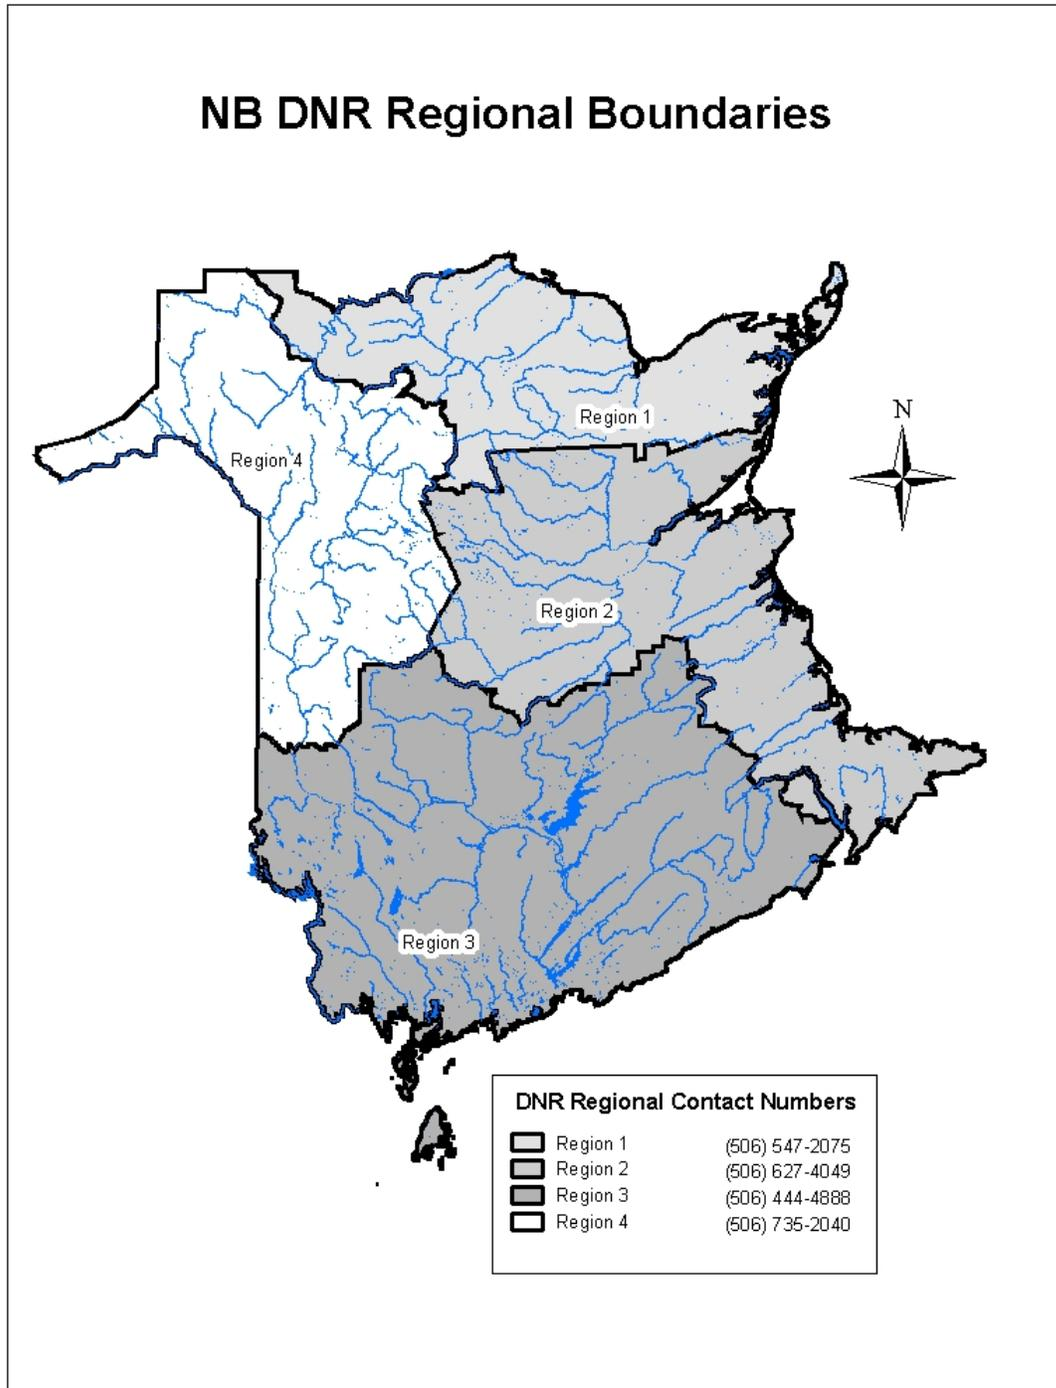 NB DNR Regional Boundaries
Region 1
N
Region 4
Region 2
Region 3
DNR Regional Contact Numbers
Region 1 (506) 547-2075
Region 2 (506) 627-4049
Region 3 (506) 444-4888
Region 4 (506) 735-2040